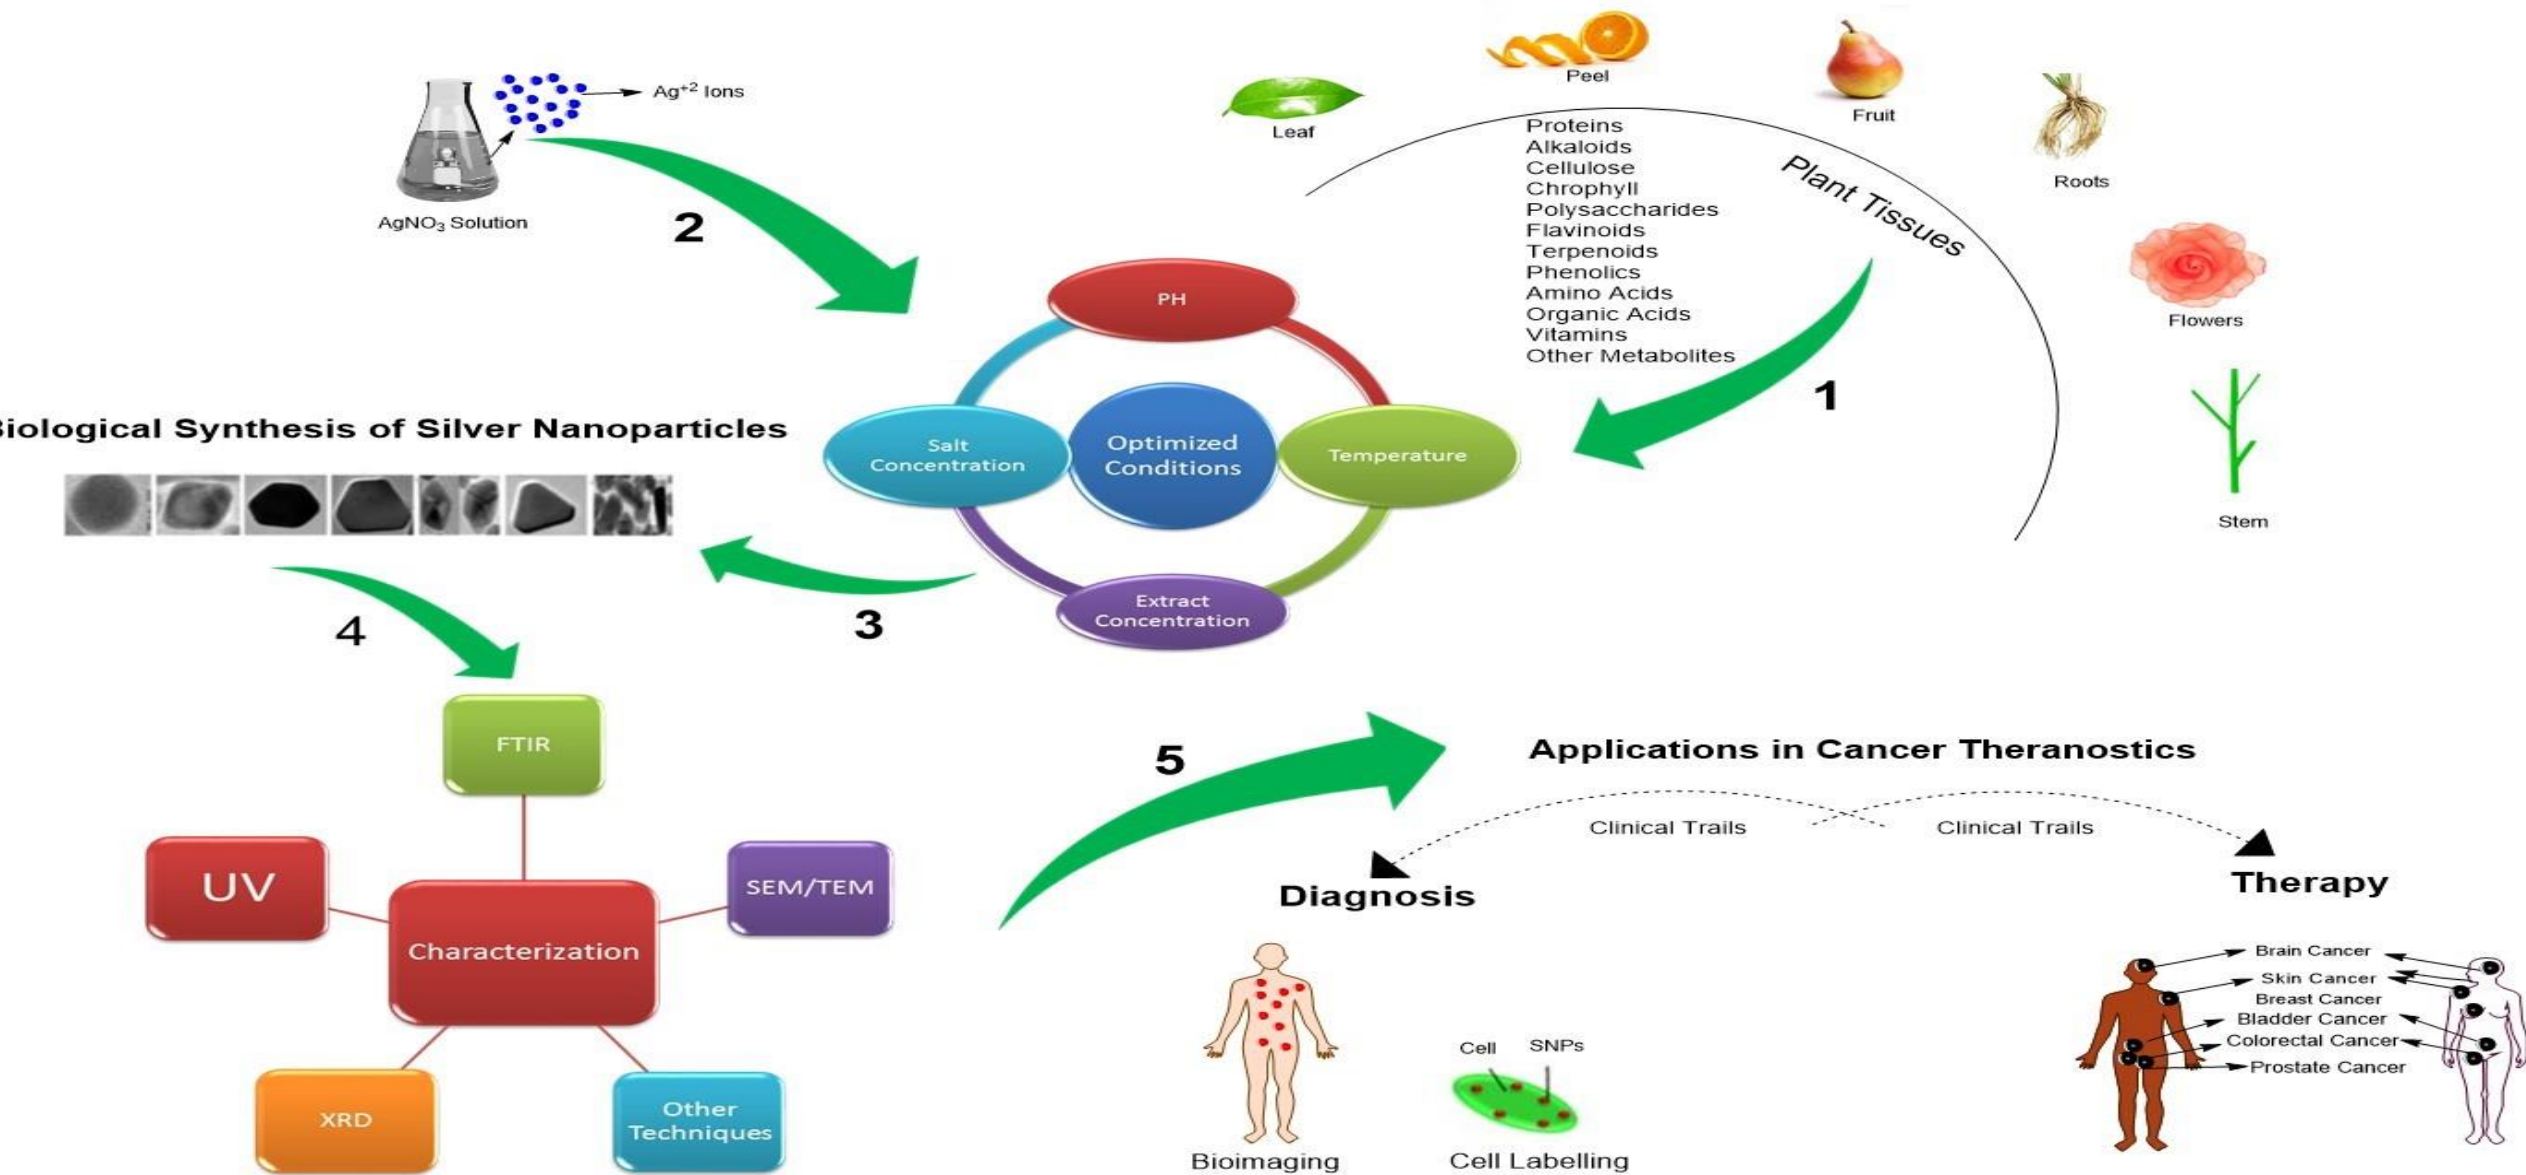 Ag+2 Ions
AgNO3 Solution
2
Leaf
Peel
Fruit
Roots
Flowers
Stem
Plant Tissues
Proteins
Alkaloids
Cellulose
Chrophyll
Polysaccharides
Flavinoids
Terpenoids
Phenolics
Amino Acids
Organic Acids
Vitamins
Other Metabolites
1
PH
Salt
Concentration
Optimized
Conditions
Temperature
Extract
Concentration
3
Biological Synthesis of Silver Nanoparticles
4
FTIR
UV
SEM/TEM
Characterization
XRD
Other
Techniques
5
Applications in Cancer Theranostics
Clinical Trails
Clinical Trails
Diagnosis
Therapy
Cell
SNPs
Bioimaging
Cell Labelling
Brain Cancer
Skin Cancer
Breast Cancer
Bladder Cancer
Colorectal Cancer
Prostate Cancer